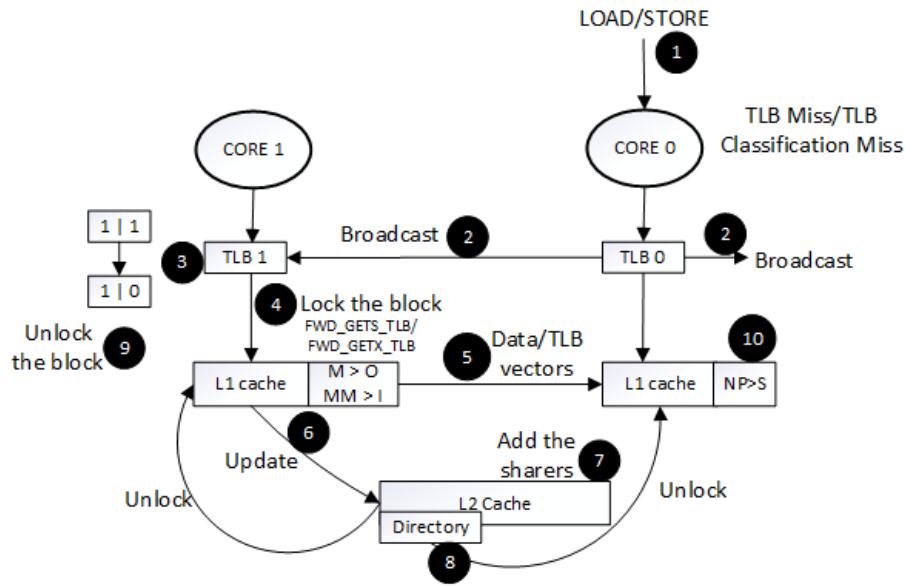 LOAD/STORE
1
TLB Miss/TLB
Classification Miss
CORE 1
CORE 0
1 | 1
Broadcast
2
2
3
TLB 1
TLB 0
Broadcast
1 | 0
4
Lock the block
FWD_GETS_TLB/
FWD_GETX_TLB
Unlock
the block
9
5
Data/TLB
vectors
10
L1 cache
M > O
MM > I
L1 cache
NP>S
6
Update
Add the
sharers
7
Unlock
L2 Cache
Unlock
Directory
8